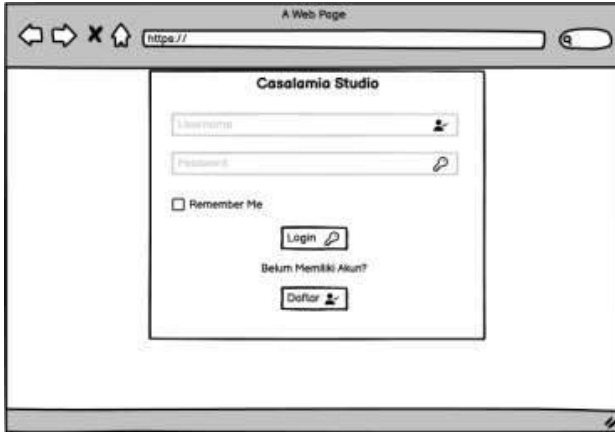 A Web Page
https://
Casalamia Studio
Username
Password
Remember Me
Login
Belum Memiliki Akun?
Daftar